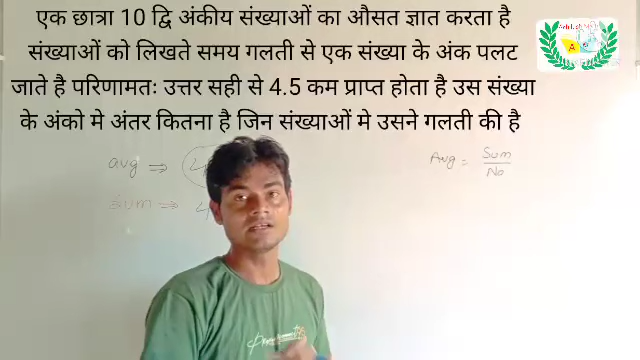 एक छात्रा 10 द्वि अंकीय संख्याओं का औसत ज्ञात करता है
संख्याओं को लिखते समय गलती से एक संख्या के अंक पलट
जाते है परिणामतः उत्तर सही से 4.5 कम प्राप्त होता है उस संख्या
के अंको मे अंतर कितना है जिन संख्याओं मे उसने गलती की है
avg ⇒
Avg = Sum
No
Sum ⇒ 4